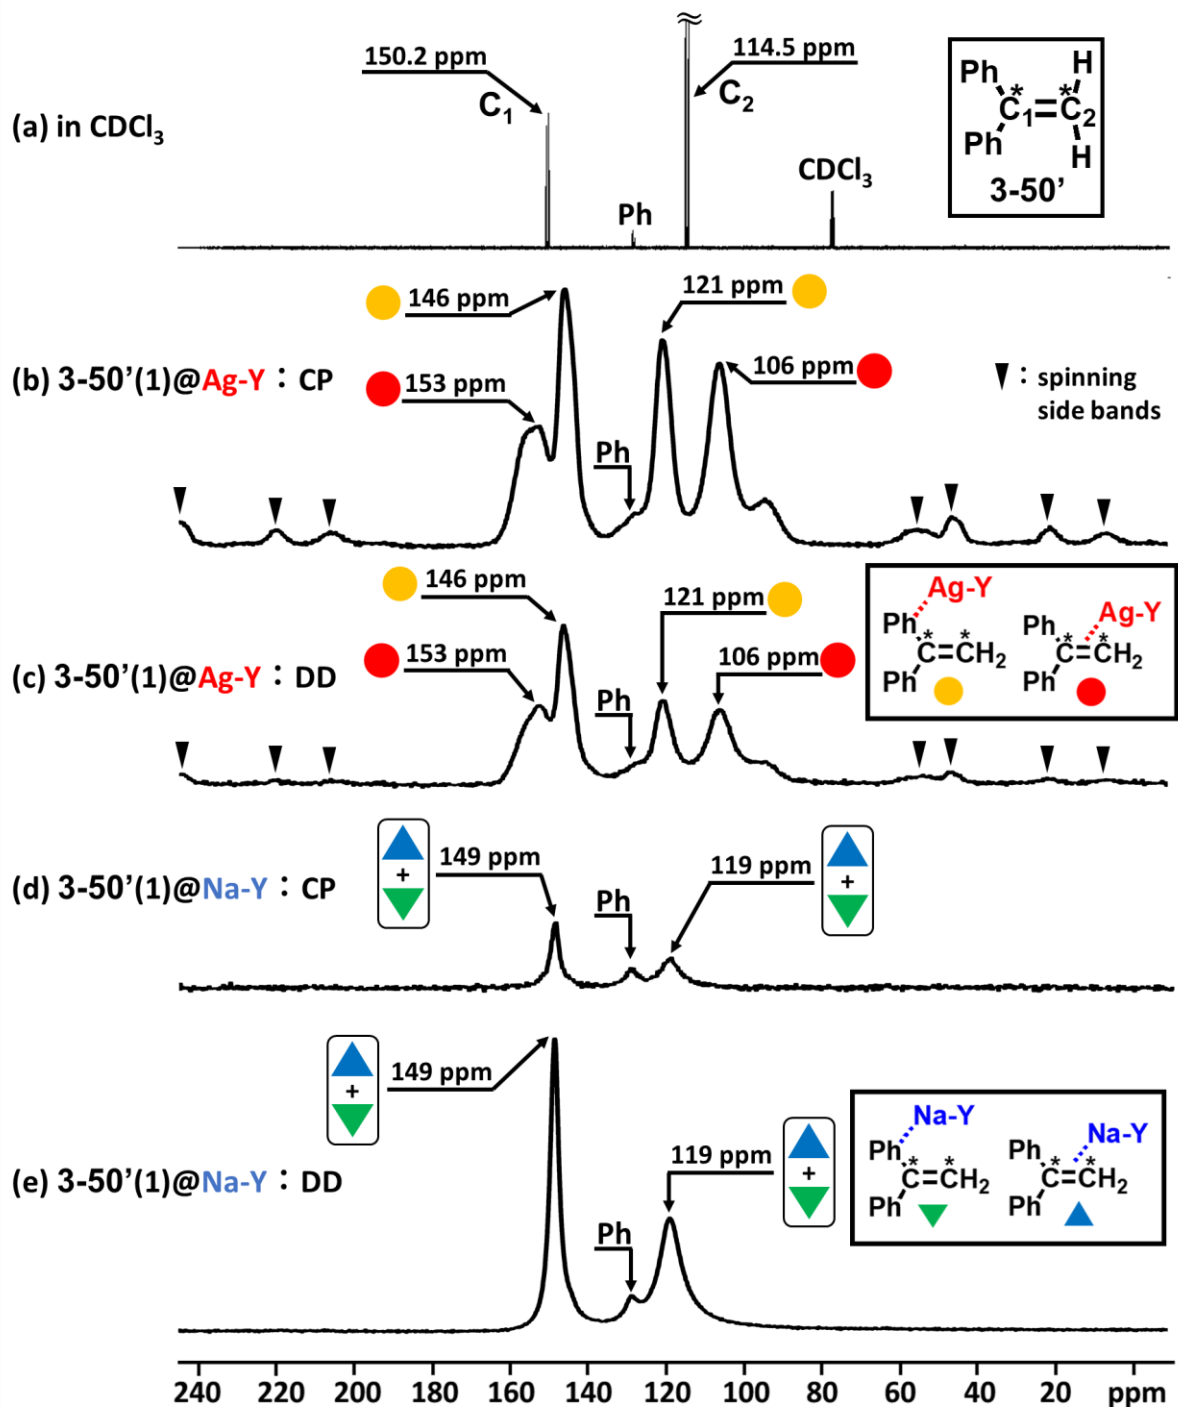 150.2 ppm
114.5 ppm
C1
C2
(a) in CDCl3
Ph
CDCl3
Ph
*
*
H
C1=C2
Ph
H
3-50’
146 ppm
121 ppm
(b) 3-50’(1)@Ag-Y : CP
153 ppm
106 ppm
Ph
: spinning
side bands
146 ppm
121 ppm
(c) 3-50’(1)@Ag-Y : DD
153 ppm
106 ppm
Ph
Ag-Y
Ph
*
*
C=CH2
Ph
Ag-Y
Ph
*
*
C=CH2
Ph
+
149 ppm
119 ppm
+
(d) 3-50’(1)@Na-Y : CP
Ph
+
149 ppm
119 ppm
+
(e) 3-50’(1)@Na-Y : DD
Ph
Na-Y
Ph
*
*
C=CH2
Ph
Na-Y
Ph
*
*
C=CH2
Ph
240 220 200 180 160 140 120 100 80 60 40 20 ppm